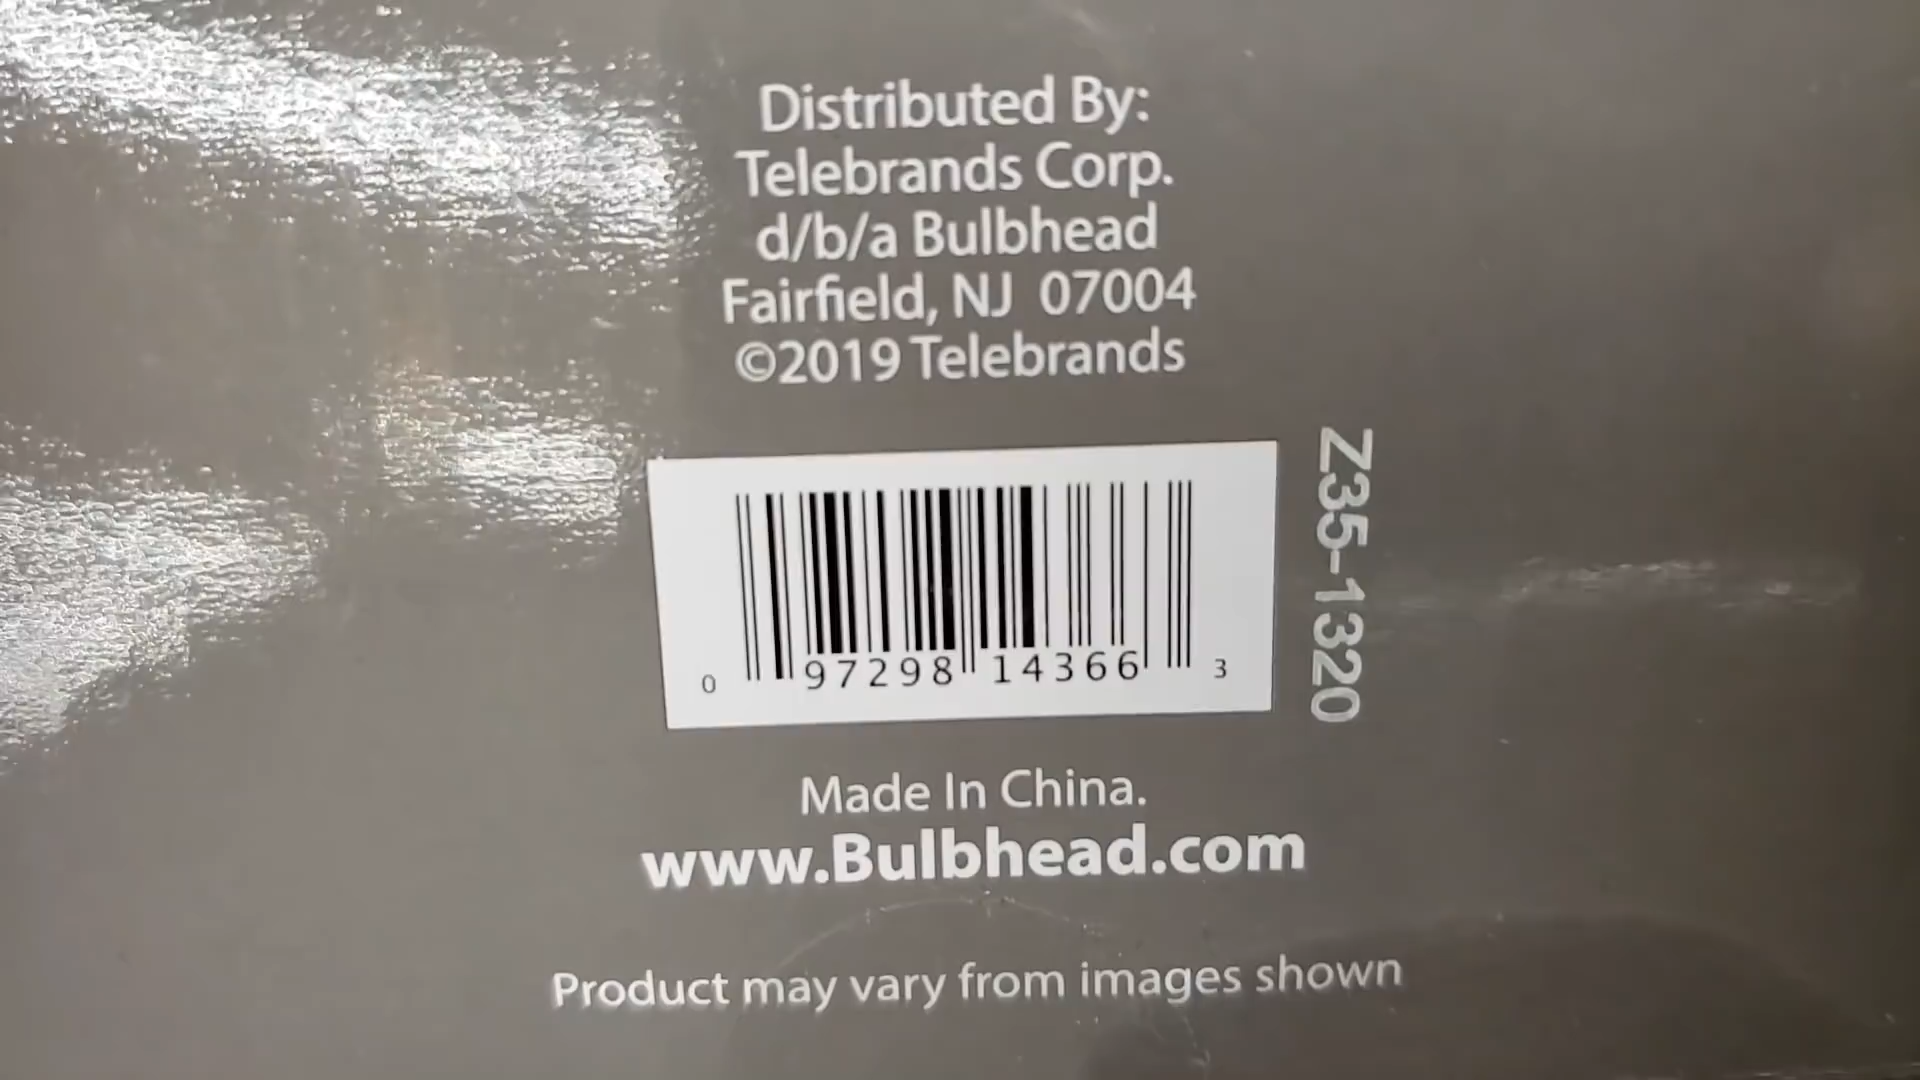 Distributed By:
Telebrands Corp.
d/b/a Bulbhead
Fairfield, NJ 07004
©2019 Telebrands
0 97298 14366 3
Z35-1320
Made In China.
www.Bulbhead.com
Product may vary from images shown